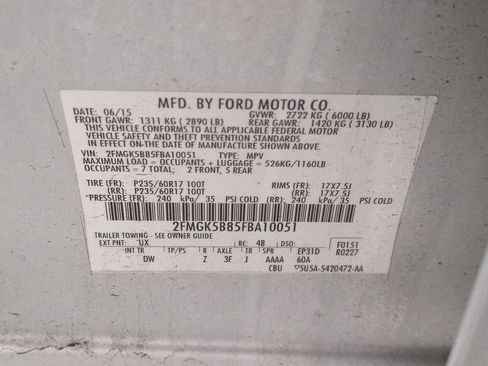 MFD. BY FORD MOTOR CO.
DATE: 06/15 GVWR: 2722 KG ( 6000 LB)
FRONT GAWR: 1311 KG ( 2890 LB) REAR GAWR: 1420 KG ( 3130 LB)
THIS VEHICLE CONFORMS TO ALL APPLICABLE FEDERAL MOTOR
VEHICLE SAFETY AND THEFT PREVENTION STANDARDS
IN EFFECT ON THE DATE OF MANUFACTURE SHOWN ABOVE.
VIN: 2FMGK5B85FBA10051 TYPE: MPV
MAXIMUM LOAD = OCCUPANTS + LUGGAGE = 526KG/1160LB
OCCUPANTS = 7 TOTAL; 2 FRONT, 5 REAR
TIRE (FR): P235/60R17 100T RIMS (FR): 17X7.5J
(RR): P235/60R17 100T (RR): 17X7.5J
*PRESSURE (FR): 240 kPa/ 35 PSI COLD (RR) 240 kPa/ 35 PSI COLD
2FMGK5B85FBA10051
TRAILER TOWING - SEE OWNER GUIDE
EXT PNT: UX RC: 48 DSO: F0151
INT TR TP/PS R AXLE TR SPR EP31D R0227
DW Z 3F J AAAA 60A
CBU ▽5U5A-5420472-AA